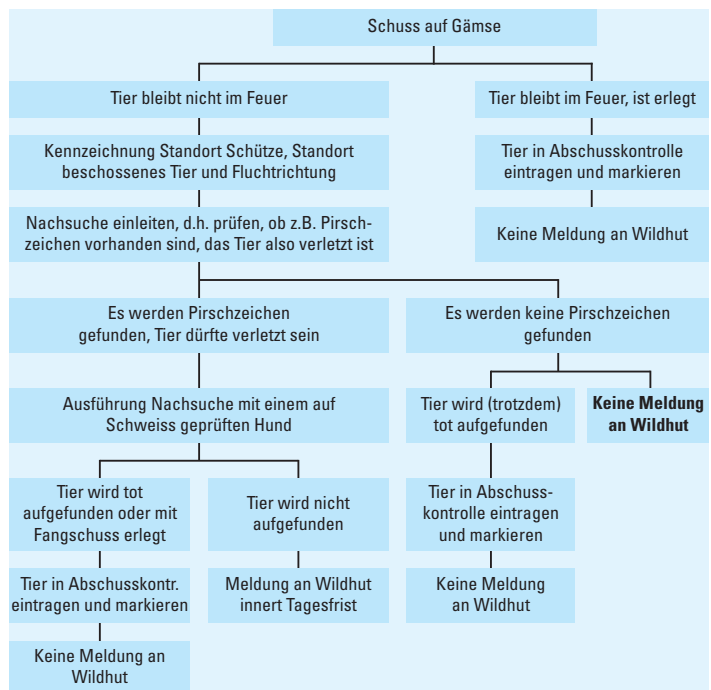 Schuss auf Gämse
Tier bleibt nicht im Feuer
Tier bleibt im Feuer, ist erlegt
Kennzeichnung Standort Schütze, Standort
beschossenes Tier und Fluchtrichtung
Tier in Abschusskontrolle
eintragen und markieren
Nachsuche einleiten, d.h. prüfen, ob z.B. Pirsch-
zeichen vorhanden sind, das Tier also verletzt ist
Keine Meldung an Wildhut
Es werden Pirschzeichen
gefunden, Tier dürfte verletzt sein
Es werden keine Pirschzeichen
gefunden
Ausführung Nachsuche mit einem auf
Schweiss geprüften Hund
Tier wird (trotzdem)
tot aufgefunden
Keine Meldung
an Wildhut
Tier wird tot
aufgefunden oder mit
Fangschuss erlegt
Tier wird nicht
aufgefunden
Tier in Abschuss-
kontrolle eintragen
und markieren
Tier in Abschusskontr.
eintragen und markieren
Meldung an Wildhut
innert Tagesfrist
Keine Meldung
an Wildhut
Keine Meldung an
Wildhut